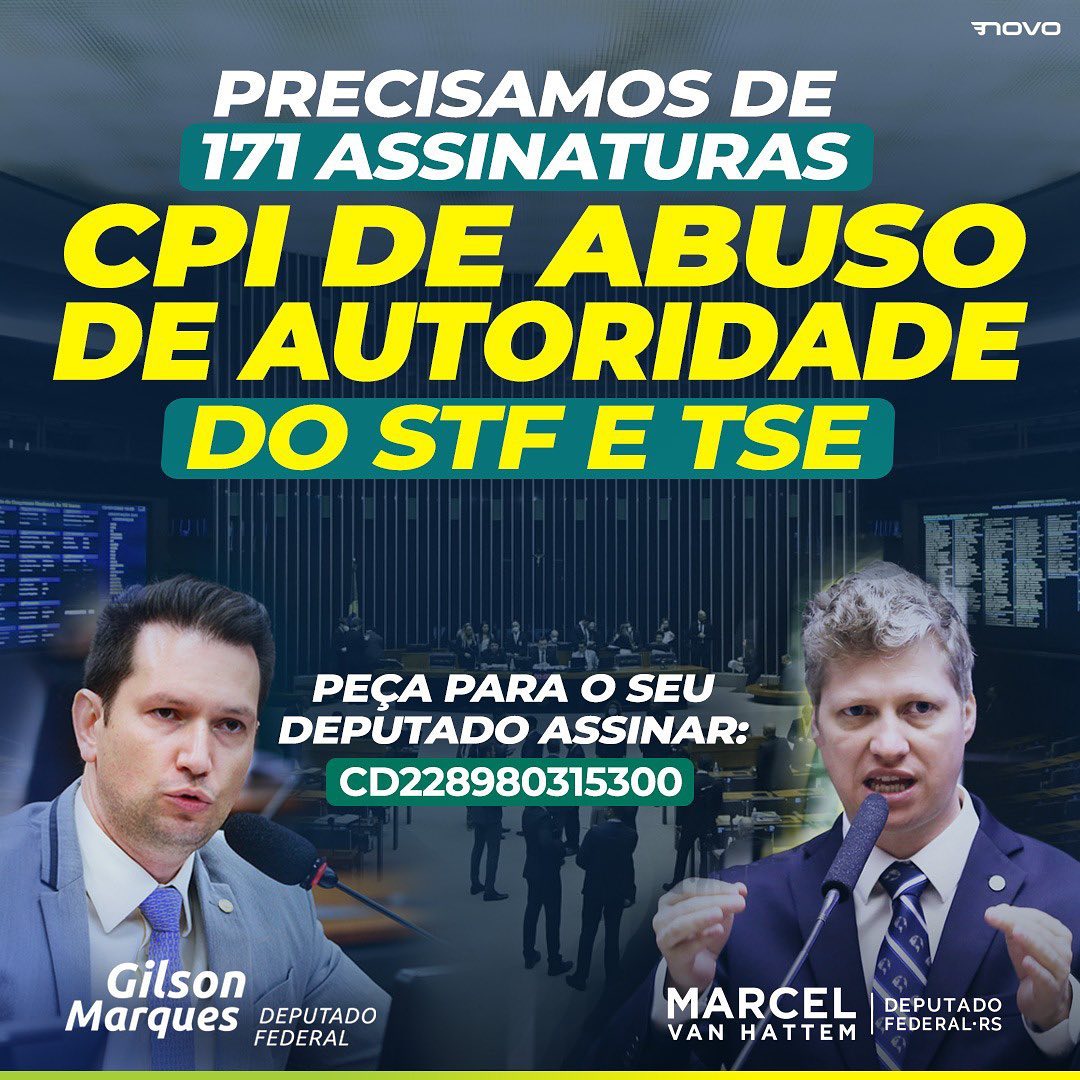 NOVO
PRECISAMOS DE
171 ASSINATURAS
CPI DE ABUSO
DE AUTORIDADE
DO STF E TSE
PEÇA PARA O SEU
DEPUTADO ASSINAR:
CD228980315300
Gilson
Marques
DEPUTADO
FEDERAL
MARCEL
VAN HATTEM
DEPUTADO
FEDERAL·RS